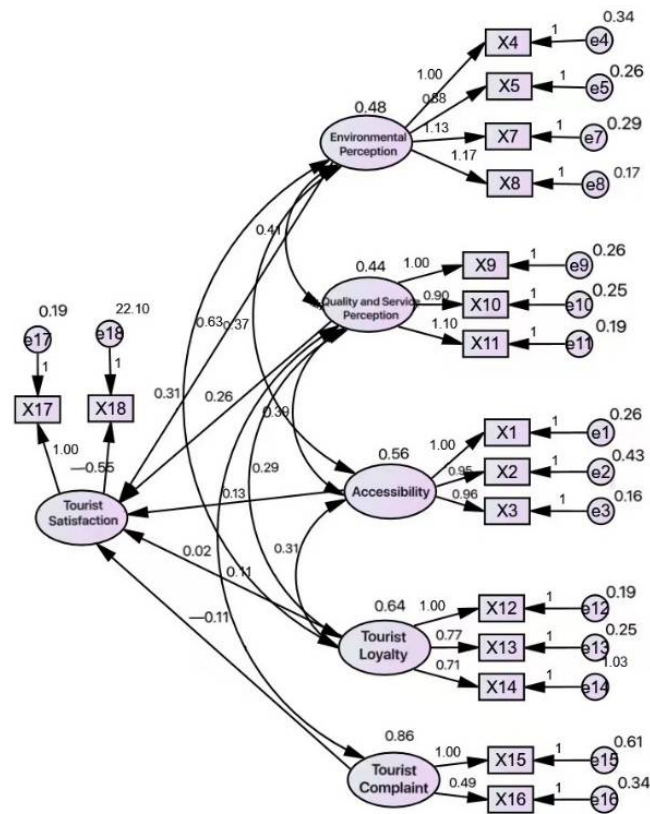 0.34
1
X4
e4
1.00
0.26
1
X5
e5
0.88
0.48
Environmental
Perception
0.29
1
X7
e7
1.13
0.17
1
X8
e8
1.17
0.41
0.44
Quality and Service
Perception
1.00
X9
1
e9
0.26
0.90
X10
1
e10
0.25
1.10
X11
1
e11
0.19
0.19
e17
1
X17
22.10
e18
1
X18
0.63
0.37
0.31
0.26
0.39
1.00
—0.55
Tourist
Satisfaction
0.29
0.13
0.56
Accessibility
1.00
X1
1
e1
0.26
0.95
X2
1
e2
0.43
0.96
X3
1
e3
0.16
0.31
0.02
0.11
—0.11
0.64
Tourist
Loyalty
1.00
X12
1
e12
0.19
0.77
X13
1
e13
0.25
0.71
X14
1
e14
1.03
0.86
Tourist
Complaint
1.00
X15
1
e15
0.61
0.49
X16
1
e16
0.34